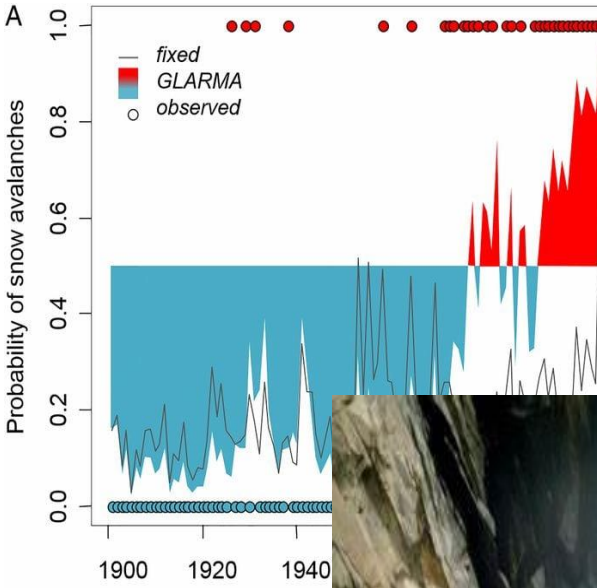 A
Probability of snow avalanches
1.0
0.8
0.6
0.4
0.2
0.0
fixed
GLARMA
observed
1900
1920
1940